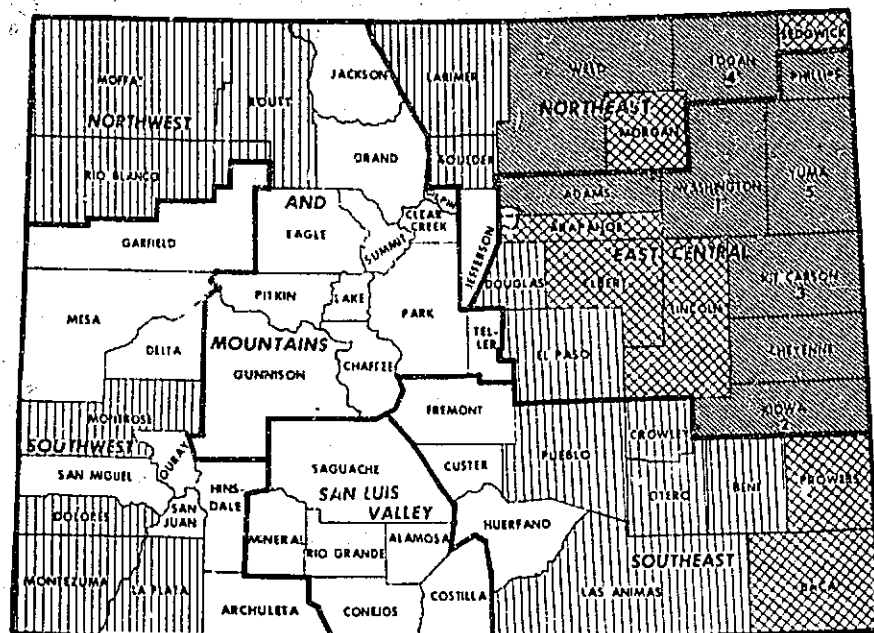 SEDGWICK
JACKSON
LARIMER
WELD
LOGAN
4
PHILLIPS
MOFFAT
ROUTT
NORTHWEST
NORTHEAST
MORGAN
GRAND
BOULDER
RIO BLANCO
YUMA
5
ADAMS
WASHINGTON
1
AND
EAGLE
CLEAR
CREEK
GARFIELD
SUMMIT
JEFFERSON
ARAPAHOE
EAST CENTRAL
DOUGLAS
ELBERT
KIT CARSON
3
PITKIN
LAKE
PARK
LINCOLN
MESA
TEL-
LER
DELTA
MOUNTAINS
GUNNISON
CHAFFEE
EL PASO
CHEYENNE
MONTROSE
FREMONT
KIOWA
2
SOUTHWEST
OURAY
CROWLEY
SAN MIGUEL
SAGUACHE
CUSTER
PUEBLO
HINS-
DALE
SAN LUIS
VALLEY
OTERO
BENT
PROWERS
DOLORES
SAN
JUAN
MINERAL
RIO GRANDE
ALAMOSA
HUERFANO
SOUTHEAST
MONTEZUMA
LA PLATA
ARCHULETA
CONEJOS
COSTILLA
LAS ANIMAS
BACA